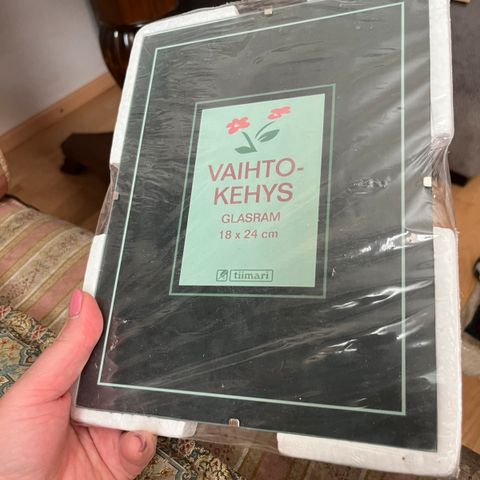 VAIHTO-
KEHYS
GLASRAM
18 x 24 cm
tiimari